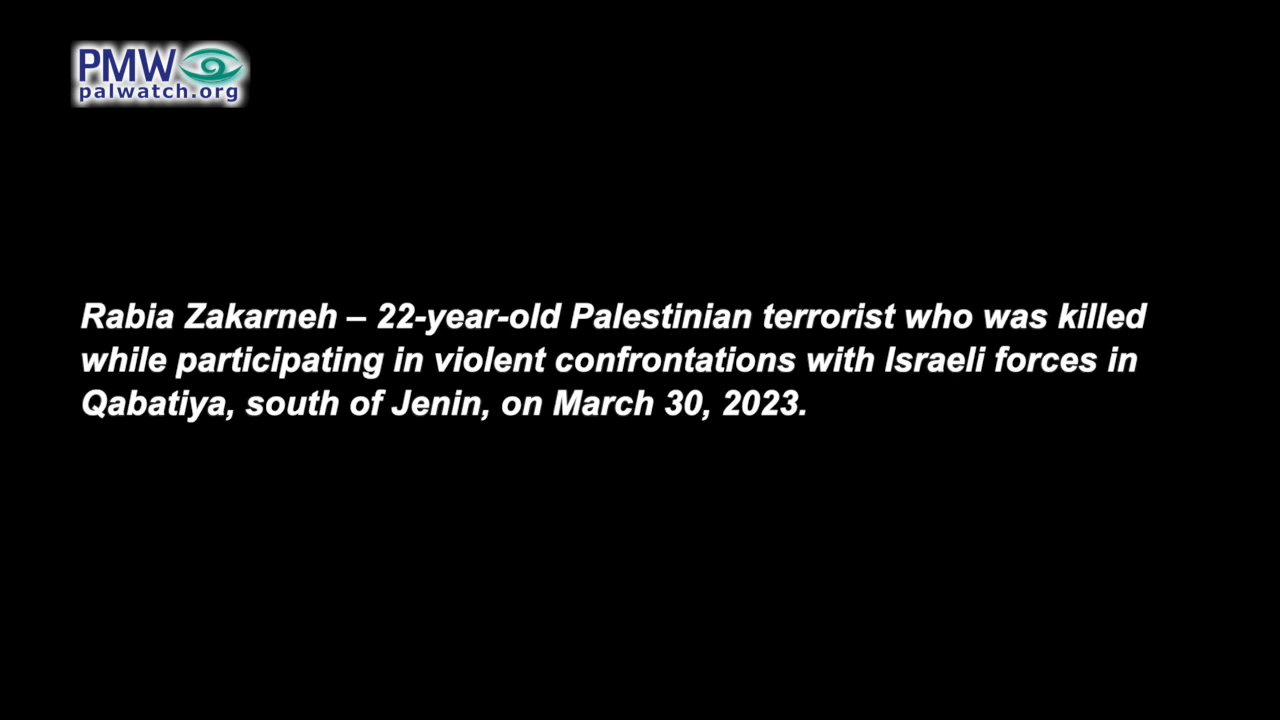 PMW
palwatch.org
Rabia Zakarneh – 22-year-old Palestinian terrorist who was killed
while participating in violent confrontations with Israeli forces in
Qabatiya, south of Jenin, on March 30, 2023.